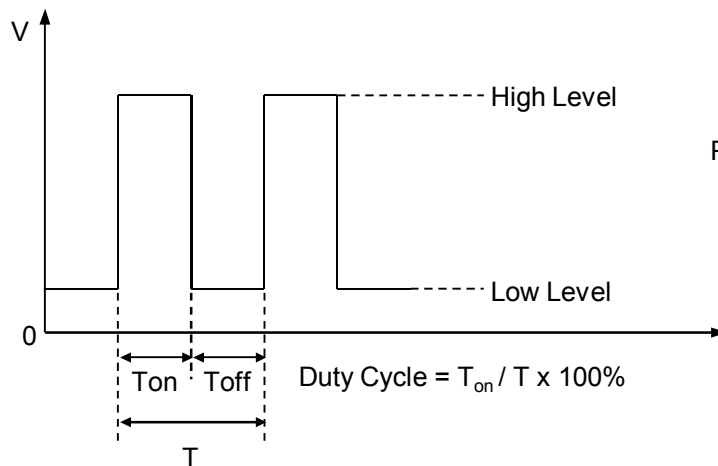 V
High Level
Low Level
0
Ton Toff
Duty Cycle = Ton / T x 100%
T